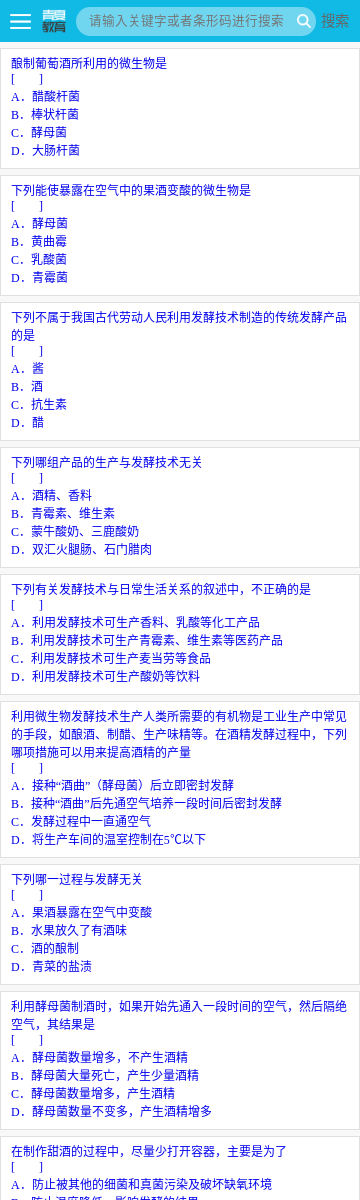 青夏
教育
请输入关键字或者条形码进行搜索
搜索
酿制葡萄酒所利用的微生物是
[　　]
A．醋酸杆菌
B．棒状杆菌
C．酵母菌
D．大肠杆菌
下列能使暴露在空气中的果酒变酸的微生物是
[　　]
A．酵母菌
B．黄曲霉
C．乳酸菌
D．青霉菌
下列不属于我国古代劳动人民利用发酵技术制造的传统发酵产品
的是
[　　]
A．酱
B．酒
C．抗生素
D．醋
下列哪组产品的生产与发酵技术无关
[　　]
A．酒精、香料
B．青霉素、维生素
C．蒙牛酸奶、三鹿酸奶
D．双汇火腿肠、石门腊肉
下列有关发酵技术与日常生活关系的叙述中，不正确的是
[　　]
A．利用发酵技术可生产香料、乳酸等化工产品
B．利用发酵技术可生产青霉素、维生素等医药产品
C．利用发酵技术可生产麦当劳等食品
D．利用发酵技术可生产酸奶等饮料
利用微生物发酵技术生产人类所需要的有机物是工业生产中常见
的手段，如酿酒、制醋、生产味精等。在酒精发酵过程中，下列
哪项措施可以用来提高酒精的产量
[　　]
A．接种“酒曲”（酵母菌）后立即密封发酵
B．接种“酒曲”后先通空气培养一段时间后密封发酵
C．发酵过程中一直通空气
D．将生产车间的温室控制在5℃以下
下列哪一过程与发酵无关
[　　]
A．果酒暴露在空气中变酸
B．水果放久了有酒味
C．酒的酿制
D．青菜的盐渍
利用酵母菌制酒时，如果开始先通入一段时间的空气，然后隔绝
空气，其结果是
[　　]
A．酵母菌数量增多，不产生酒精
B．酵母菌大量死亡，产生少量酒精
C．酵母菌数量增多，产生酒精
D．酵母菌数量不变多，产生酒精增多
在制作甜酒的过程中，尽量少打开容器，主要是为了
[　　]
A．防止被其他的细菌和真菌污染及破坏缺氧环境